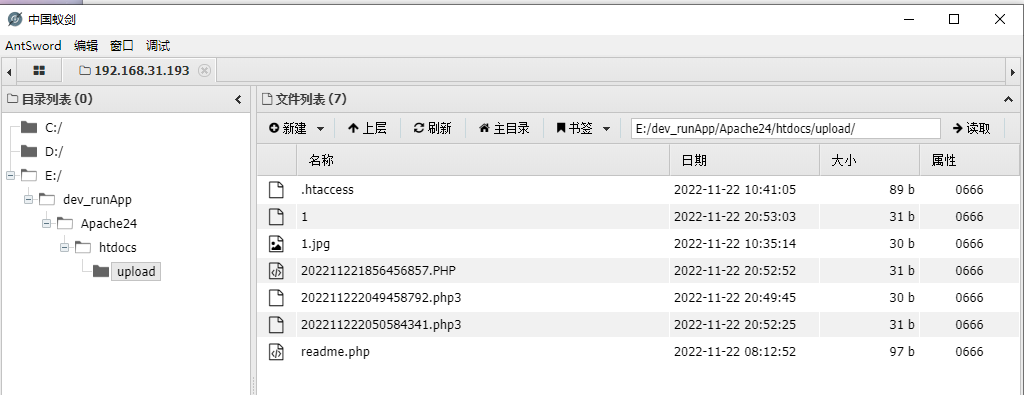 中国蚁剑
AntSword 编辑 窗口 调试
192.168.31.193
目录列表 (0)
文件列表 (7)
新建 上层 刷新 主目录 书签 E:/dev_runApp/Apache24/htdocs/upload/ 读取
C:/
D:/
E:/
dev_runApp
Apache24
htdocs
upload
名称 日期 大小 属性
.htaccess 2022-11-22 10:41:05 89 b 0666
1 2022-11-22 20:53:03 31 b 0666
1.jpg 2022-11-22 10:35:14 30 b 0666
202211221856456857.PHP 2022-11-22 20:52:52 31 b 0666
202211222049458792.php3 2022-11-22 20:49:45 30 b 0666
202211222050584341.php3 2022-11-22 20:52:25 31 b 0666
readme.php 2022-11-22 08:12:52 97 b 0666